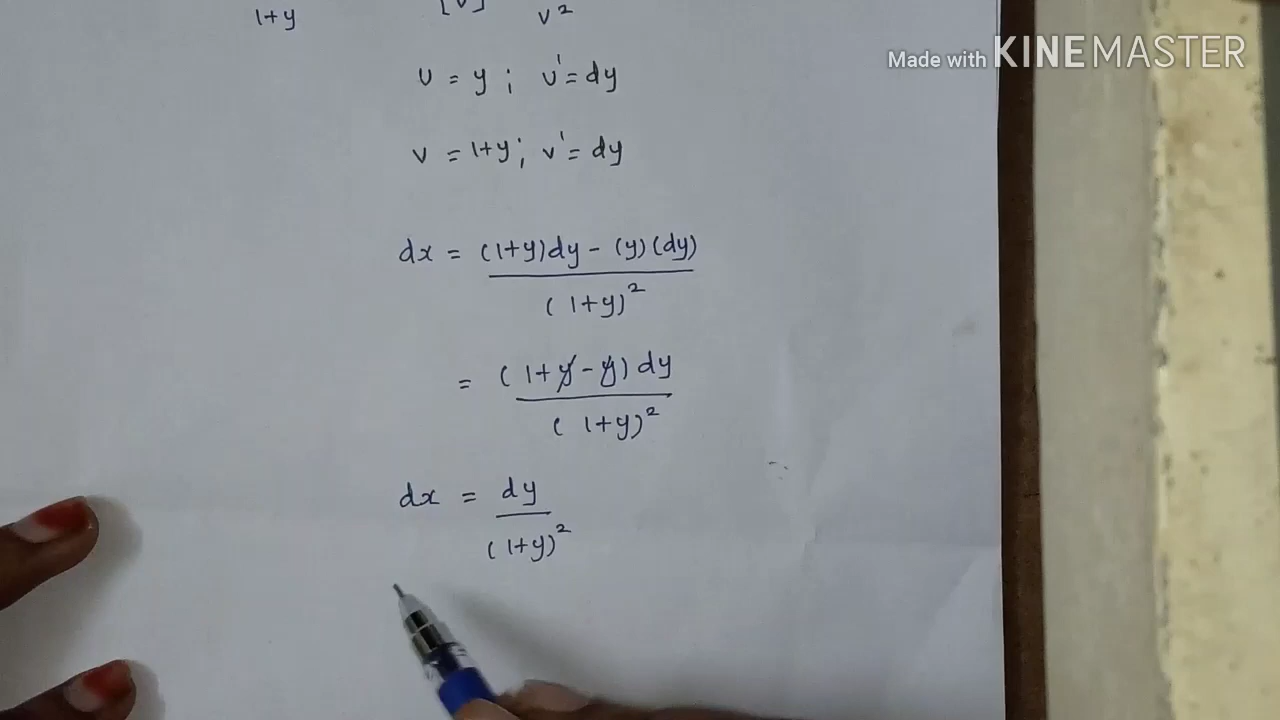 1+y [v] v²
Made with KINEMASTER
u = y ; u' = dy
v = 1+y ; v' = dy
dx = (1+y)dy - (y)(dy)
(1+y)²
= (1+y-y) dy
(1+y)²
dx = dy
(1+y)²